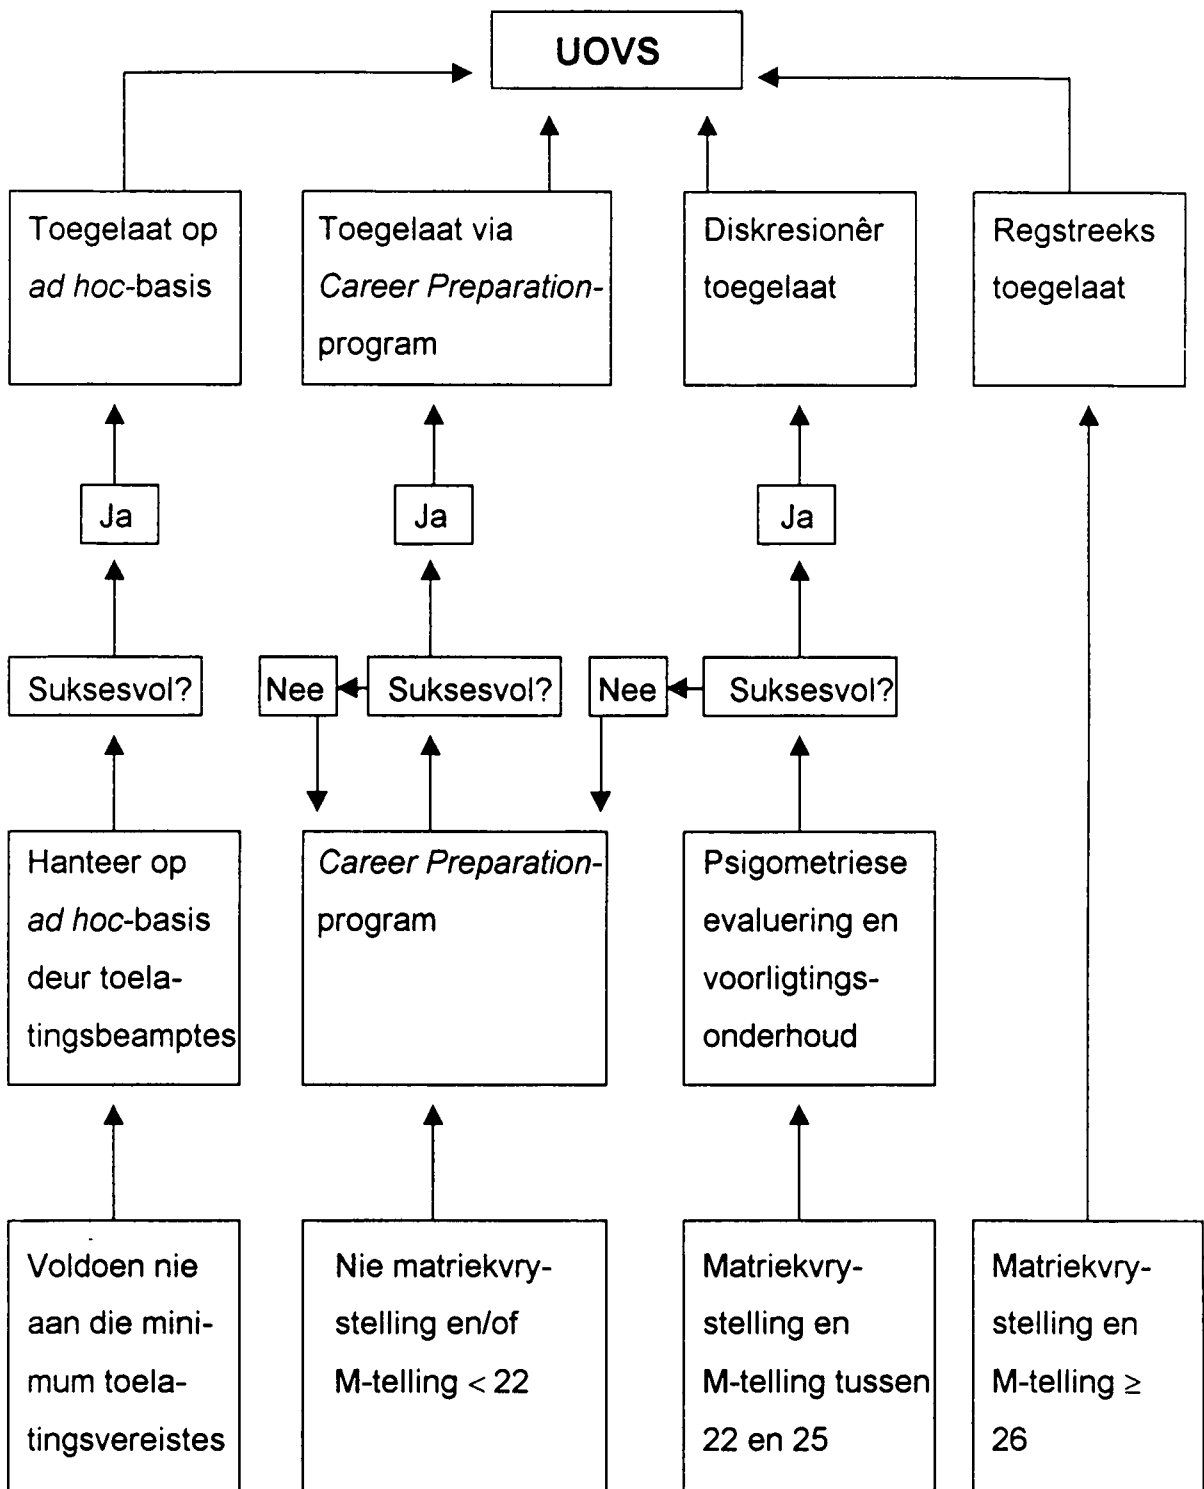 UOVS
Toegelaat op
ad hoc-basis
Toegelaat via
Career Preparation-
program
Diskresionêr
toegelaat
Regstreeks
toegelaat
Ja
Ja
Ja
Suksesvol?
Nee
Suksesvol?
Nee
Suksesvol?
Hanteer op
ad hoc-basis
deur toela-
tingsbeamptes
Career Preparation-
program
Psigometriese
evaluering en
voorligtings-
onderhoud
Voldoen nie
aan die mini-
mum toela-
tingsvereistes
Nie matriekvry-
stelling en/of
M-telling < 22
Matriekvry-
stelling en
M-telling tussen
22 en 25
Matriekvry-
stelling en
M-telling ≥
26